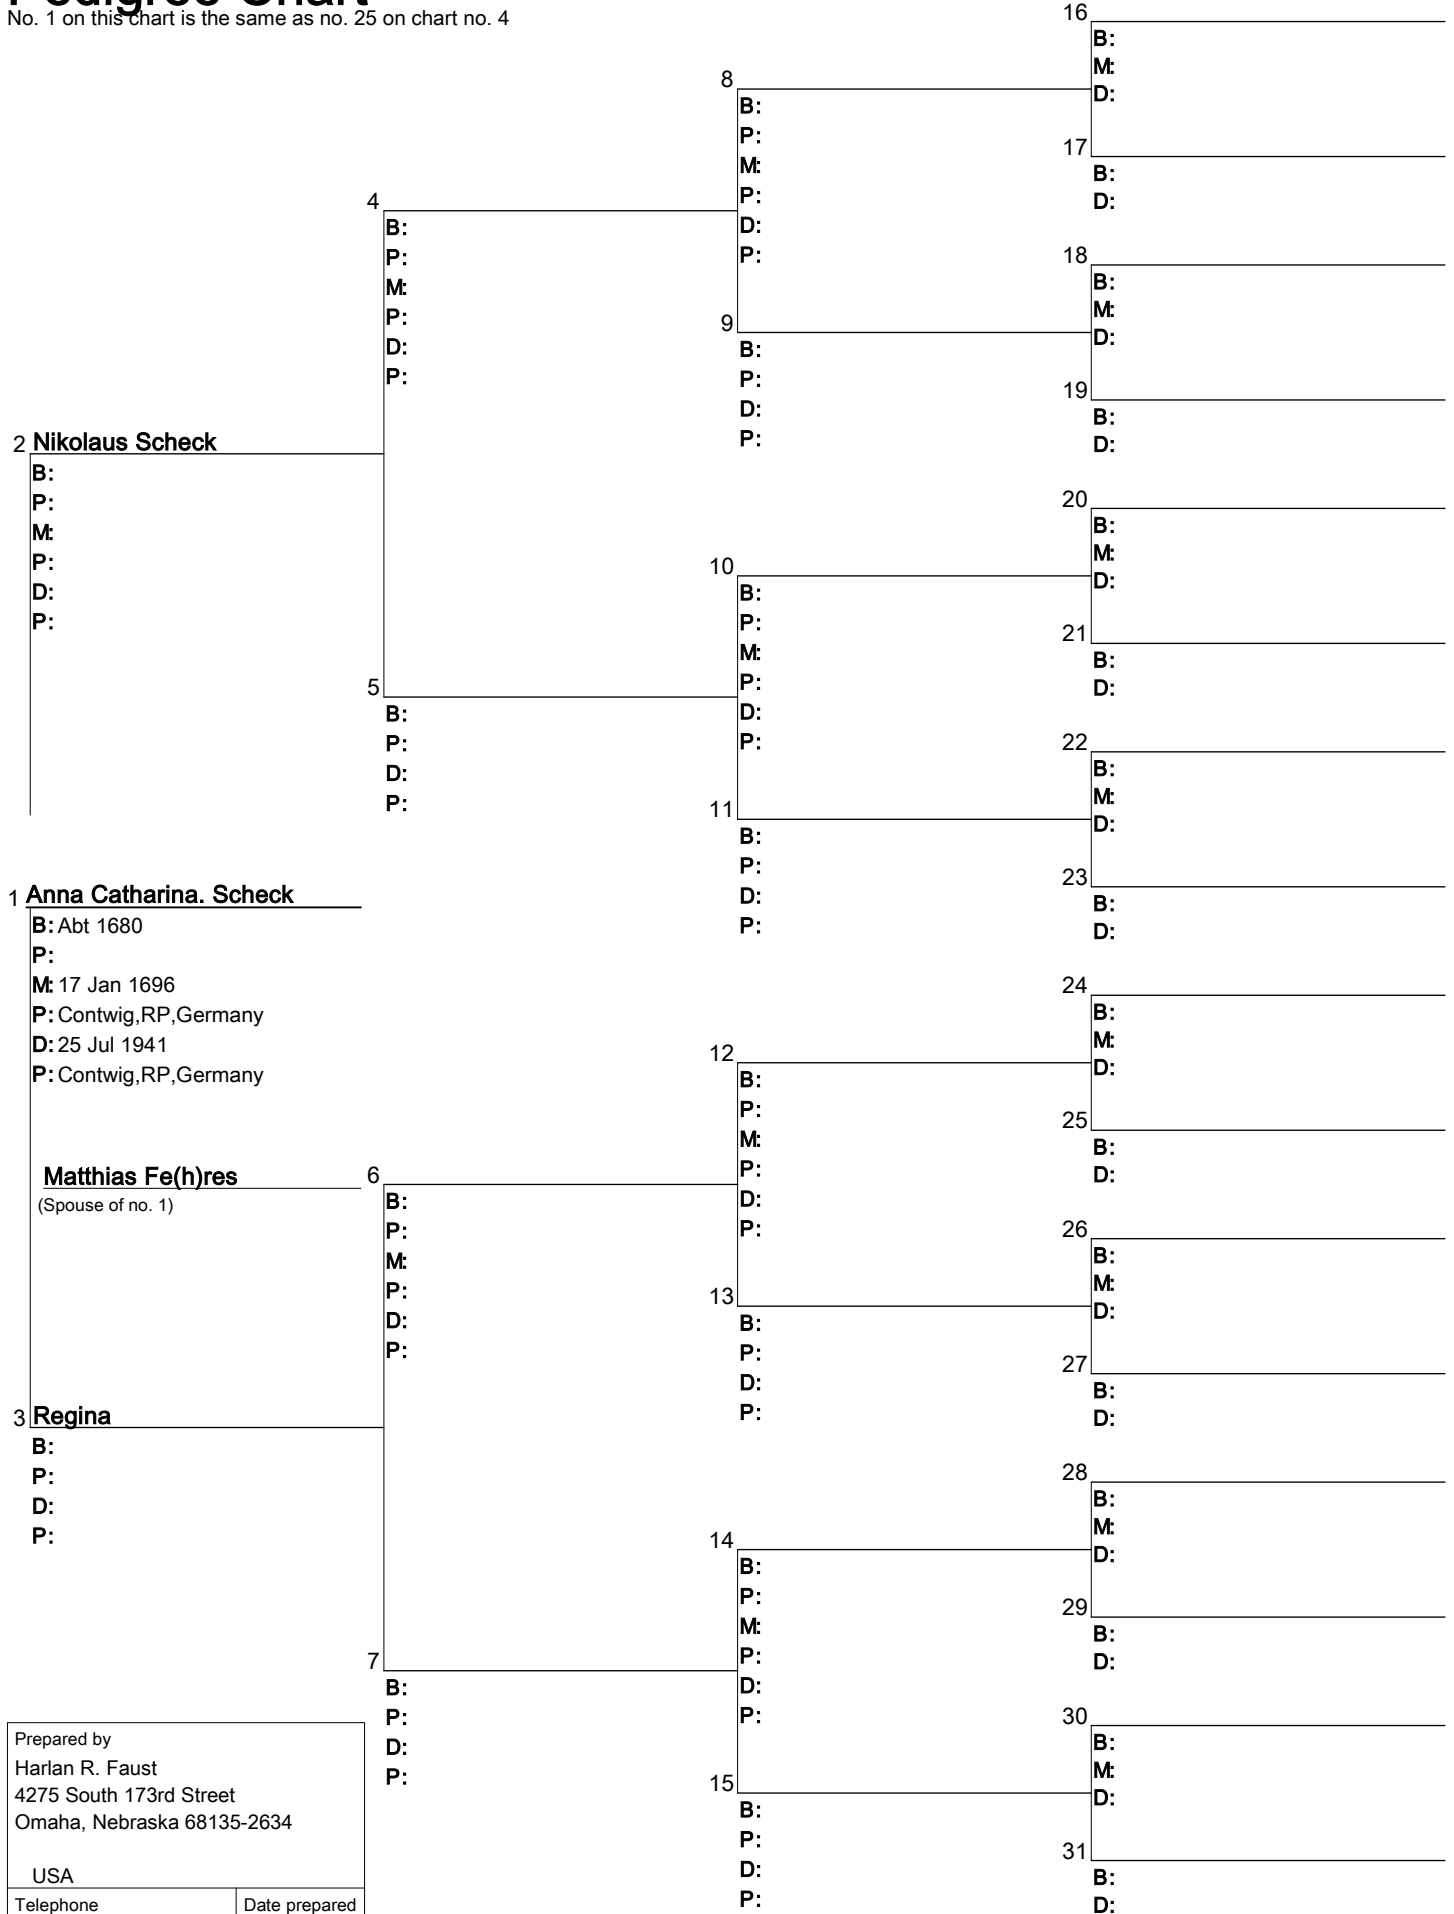 Pedigree Chart
No. 1 on this chart is the same as no. 25 on chart no. 4
2 Nikolaus Scheck
B:
P:
M:
P:
D:
P:
1 Anna Catharina. Scheck
B: Abt 1680
P:
M: 17 Jan 1696
P: Contwig,RP,Germany
D: 25 Jul 1941
P: Contwig,RP,Germany
Matthias Fe(h)res
(Spouse of no. 1)
3 Regina
B:
P:
D:
P:
Prepared by
Harlan R. Faust
4275 South 173rd Street
Omaha, Nebraska 68135-2634
USA
Telephone
Date prepared
4
B:
P:
M:
P:
D:
P:
5
B:
P:
D:
P:
6
B:
P:
M:
P:
D:
P:
7
B:
P:
D:
P:
8
B:
P:
M:
P:
D:
P:
9
B:
P:
D:
P:
10
B:
P:
M:
P:
D:
P:
11
B:
P:
D:
P:
12
B:
P:
M:
P:
D:
P:
13
B:
P:
D:
P:
14
B:
P:
M:
P:
D:
P:
15
B:
P:
D:
P:
16
B:
M:
D:
17
B:
D:
18
B:
M:
D:
19
B:
D:
20
B:
M:
D:
21
B:
D:
22
B:
M:
D:
23
B:
D:
24
B:
M:
D:
25
B:
D:
26
B:
M:
D:
27
B:
D:
28
B:
M:
D:
29
B:
D:
30
B:
M:
D:
31
B:
D: